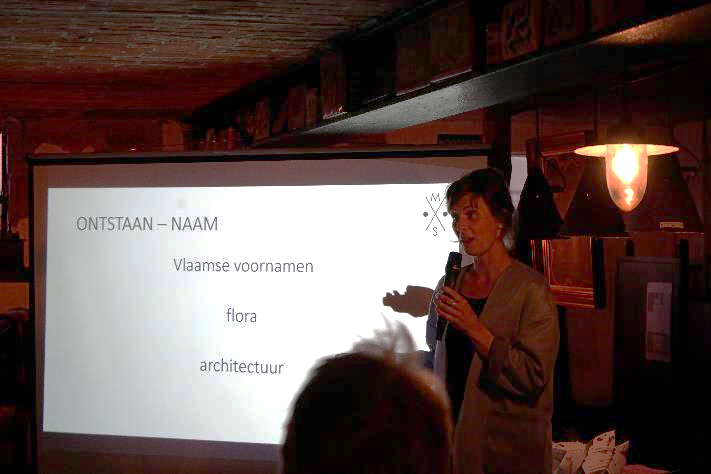 ONTSTAAN – NAAM
M
S
Vlaamse voornamen
flora
architectuur